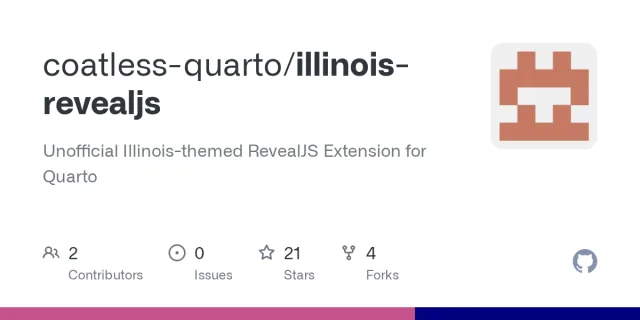 coatless-quarto/illinois-
revealjs
Unofficial Illinois-themed RevealJS Extension for
Quarto
2 0 21 4
Contributors Issues Stars Forks